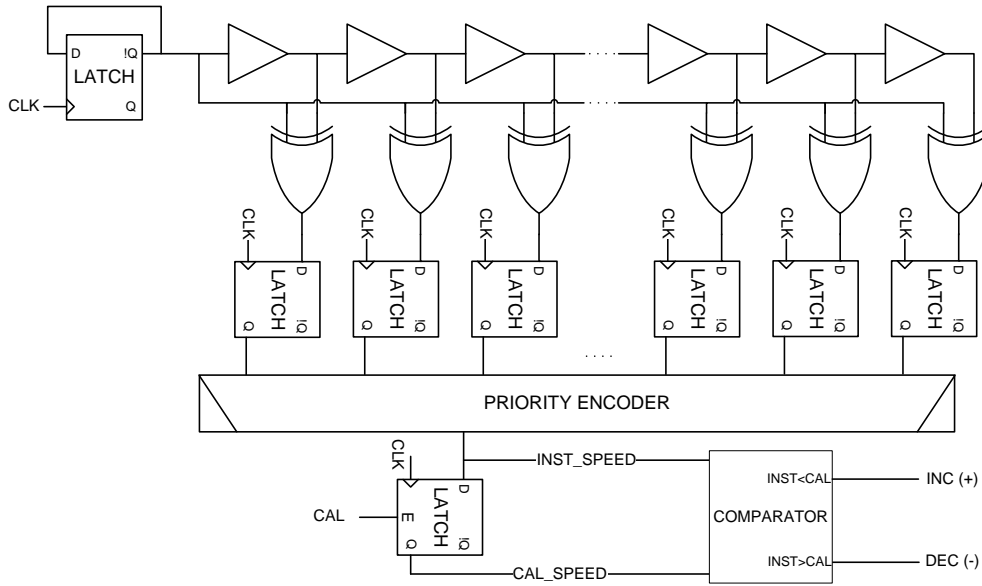 D !Q
LATCH
CLK Q
. . . .
. . . .
CLK CLK CLK CLK CLK CLK
D D D D D D
LATCH LATCH LATCH LATCH LATCH LATCH
Q !Q Q !Q Q !Q Q !Q Q !Q Q !Q
. . . .
PRIORITY ENCODER
CLK
D
INST_SPEED
INST<CAL INC (+)
CAL E LATCH
COMPARATOR
Q !Q
INST>CAL DEC (-)
CAL_SPEED